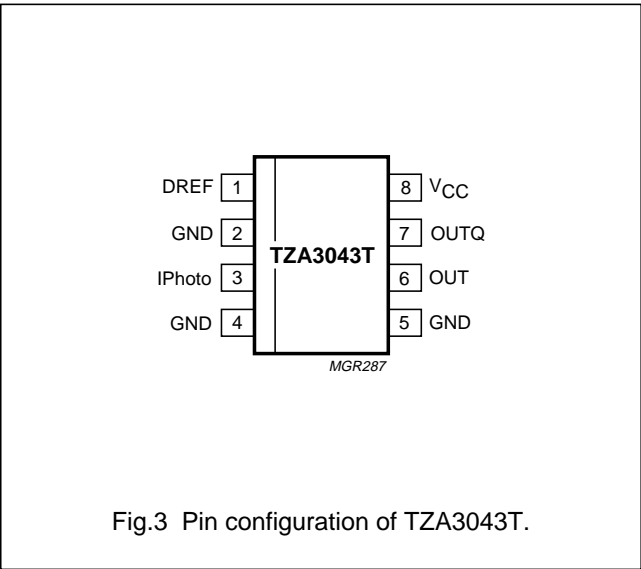 DREF 1 8 VCC
GND 2 7 OUTQ
TZA3043T
IPhoto 3 6 OUT
GND 4 5 GND
MGR287
Fig.3 Pin configuration of TZA3043T.